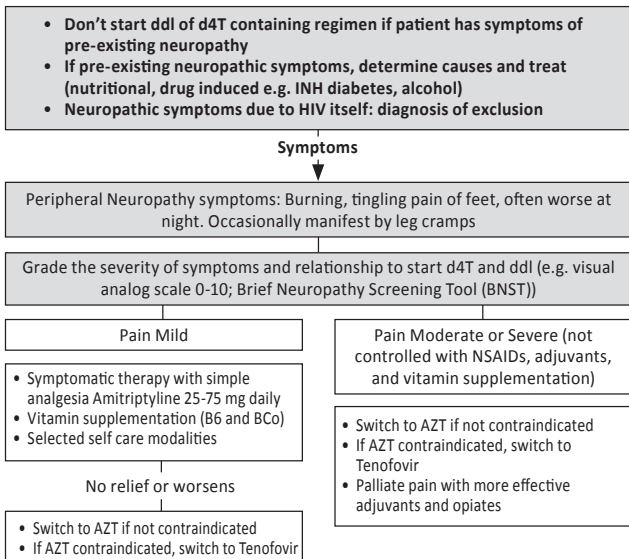 • Don't start ddl of d4T containing regimen if patient has symptoms of
pre-existing neuropathy
• If pre-existing neuropathic symptoms, determine causes and treat
(nutritional, drug induced e.g. INH diabetes, alcohol)
• Neuropathic symptoms due to HIV itself: diagnosis of exclusion
Symptoms
Peripheral Neuropathy symptoms: Burning, tingling pain of feet, often worse at
night. Occasionally manifest by leg cramps
Grade the severity of symptoms and relationship to start d4T and ddl (e.g. visual
analog scale 0-10; Brief Neuropathy Screening Tool (BNST))
Pain Mild
• Symptomatic therapy with simple
analgesia Amitriptyline 25-75 mg daily
• Vitamin supplementation (B6 and BCo)
• Selected self care modalities
No relief or worsens
• Switch to AZT if not contraindicated
• If AZT contraindicated, switch to Tenofovir
Pain Moderate or Severe (not
controlled with NSAIDs, adjuvants,
and vitamin supplementation)
• Switch to AZT if not contraindicated
• If AZT contraindicated, switch to
Tenofovir
• Palliate pain with more effective
adjuvants and opiates